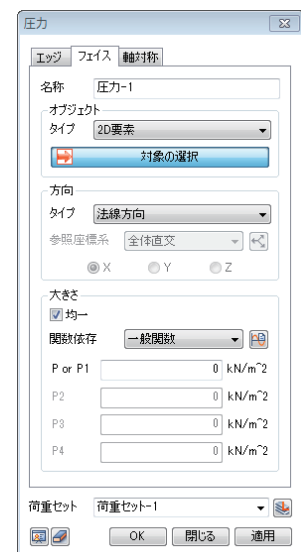 圧力
エッジ フェイス 軸対称
名称 圧力-1
オブジェクト
タイプ 2D要素
対象の選択
方向
タイプ 法線方向
参照座標系 全体直交
X Y Z
大きさ
均一
関数依存 一般関数
P or P1 0 kN/m^2
P2 0 kN/m^2
P3 0 kN/m^2
P4 0 kN/m^2
荷重セット 荷重セット-1
OK 閉じる 適用